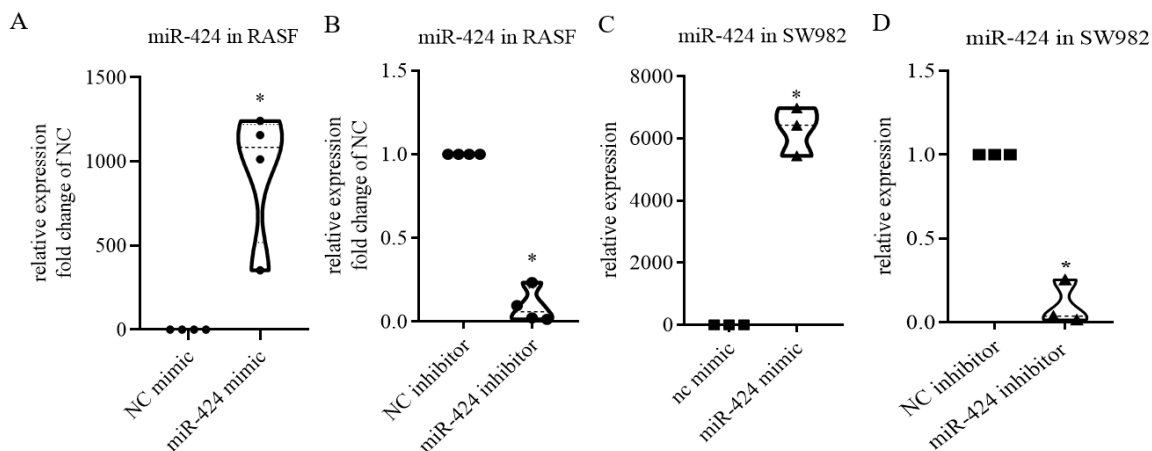 A
miR-424 in RASF
relative expression
fold change of NC
1500
1000
500
0
*
NC mimic
miR-424 mimic
B
miR-424 in RASF
relative expression
fold change of NC
1.5
1.0
0.5
0.0
*
NC inhibitor
miR-424 inhibitor
C
miR-424 in SW982
relative expression
8000
6000
4000
2000
0
*
nc mimic
miR-424 mimic
D
miR-424 in SW982
relative expression
1.5
1.0
0.5
0.0
*
NC inhibitor
miR-424 inhibitor